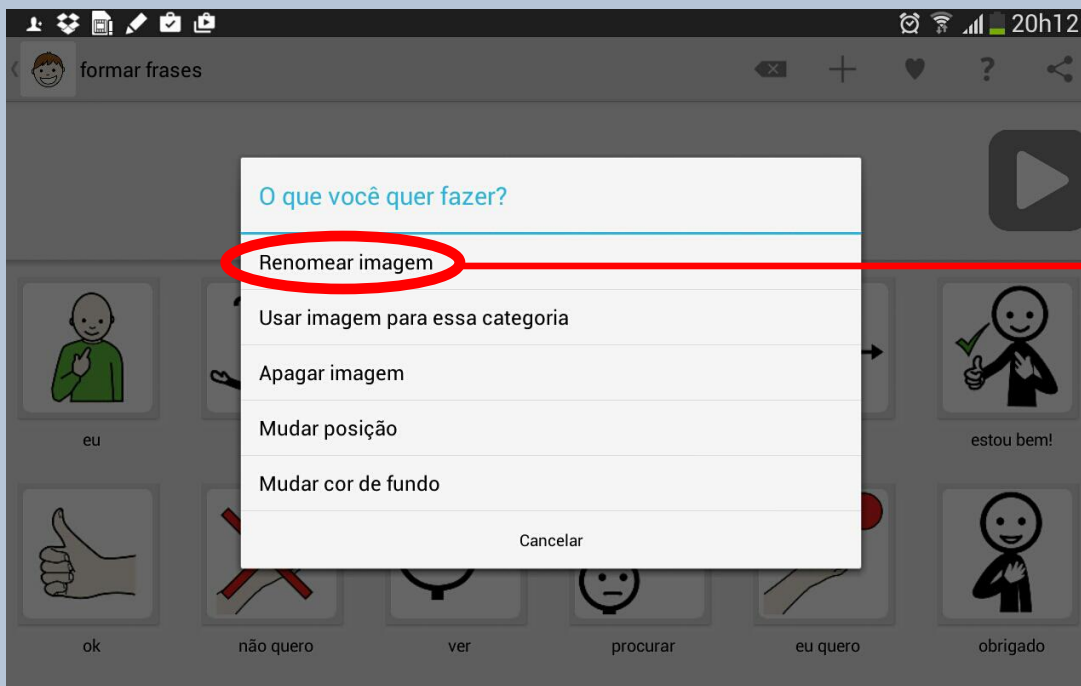 20h12
formar frases
?
O que você quer fazer?
Renomear imagem
Usar imagem para essa categoria
Apagar imagem
Mudar posição
Mudar cor de fundo
Cancelar
eu
estou bem!
ok
não quero
ver
procurar
eu quero
obrigado